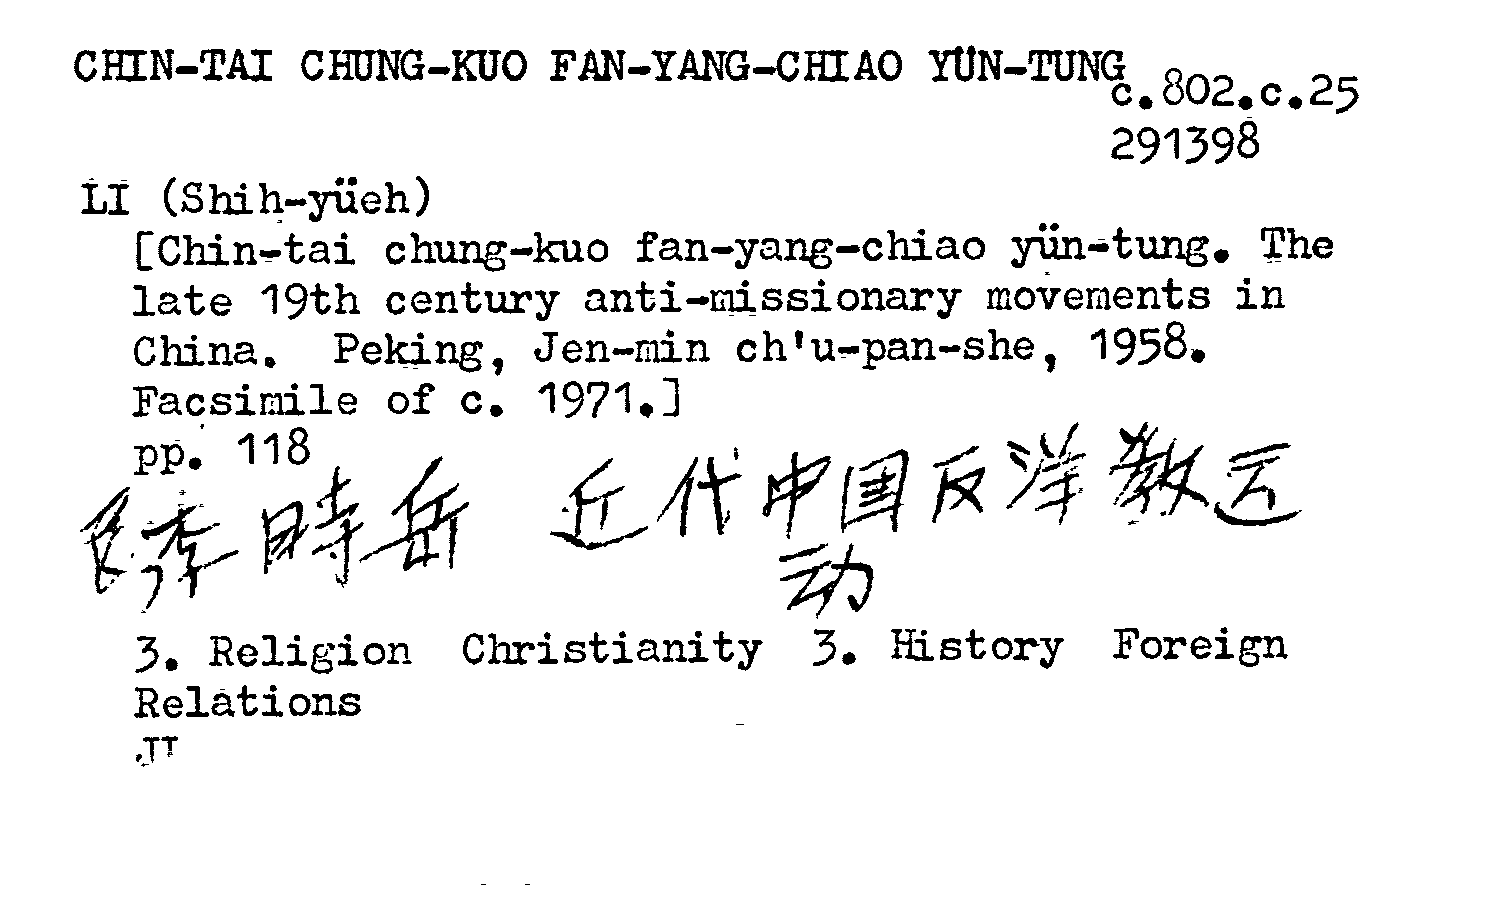 CHIN-TAI CHUNG-KUO FAN-YANG-CHIAO YÜN-TUNG
c.802.c.25
291398
LI (Shih-yüeh)
[Chin-tai chung-kuo fan-yang-chiao yün-tung. The
late 19th century anti-missionary movements in
China. Peking, Jen-min ch'u-pan-she, 1958.
Facsimile of c. 1971.]
pp. 118
李時岳 近代中国反洋教运
动
3. Religion Christianity 3. History Foreign
Relations